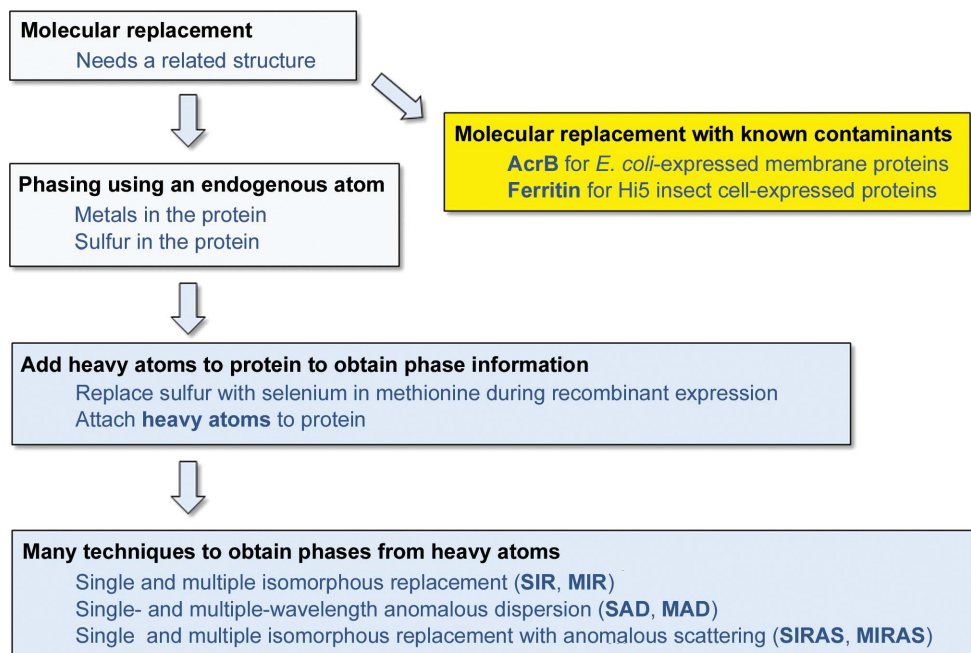 Molecular replacement
Needs a related structure
Molecular replacement with known contaminants
AcrB for E. coli-expressed membrane proteins
Ferritin for Hi5 insect cell-expressed proteins
Phasing using an endogenous atom
Metals in the protein
Sulfur in the protein
Add heavy atoms to protein to obtain phase information
Replace sulfur with selenium in methionine during recombinant expression
Attach heavy atoms to protein
Many techniques to obtain phases from heavy atoms
Single and multiple isomorphous replacement (SIR, MIR)
Single- and multiple-wavelength anomalous dispersion (SAD, MAD)
Single and multiple isomorphous replacement with anomalous scattering (SIRAS, MIRAS)